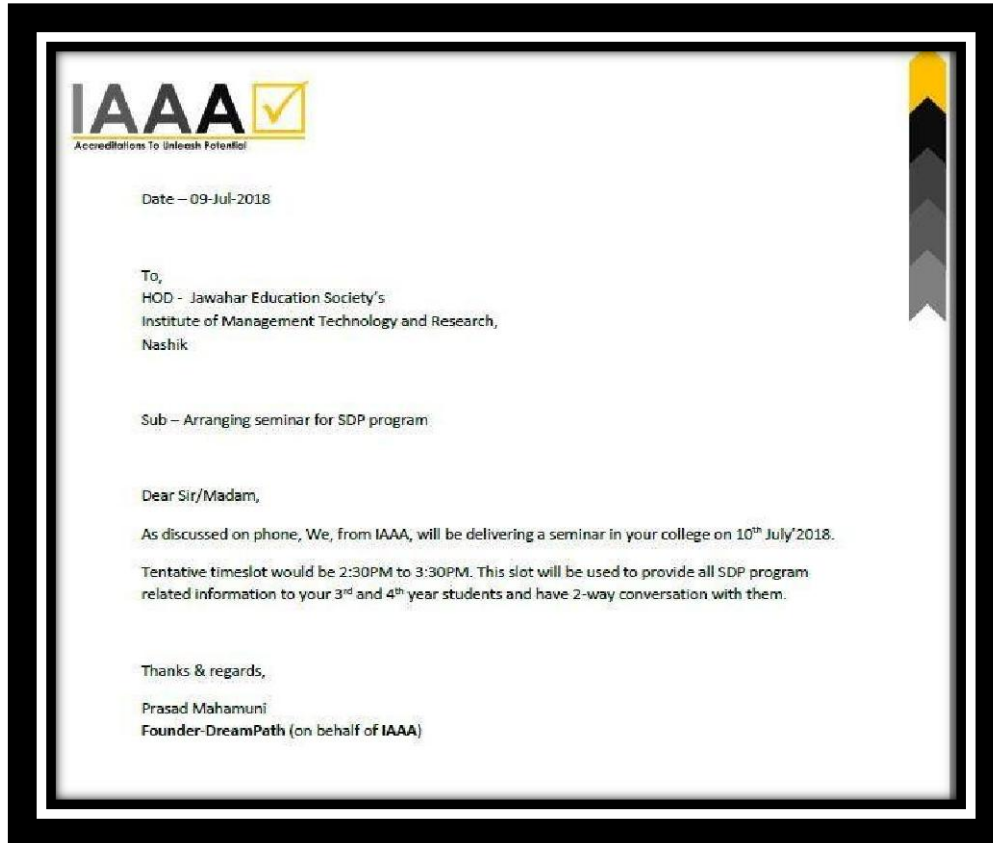 IAAA
Accreditations To Unleash Potential
Date – 09-Jul-2018
To,
HOD - Jawahar Education Society's
Institute of Management Technology and Research,
Nashik
Sub – Arranging seminar for SDP program
Dear Sir/Madam,
As discussed on phone, We, from IAAA, will be delivering a seminar in your college on 10th July'2018.
Tentative timeslot would be 2:30PM to 3:30PM. This slot will be used to provide all SDP program
related information to your 3rd and 4th year students and have 2-way conversation with them.
Thanks & regards,
Prasad Mahamuni
Founder-DreamPath (on behalf of IAAA)